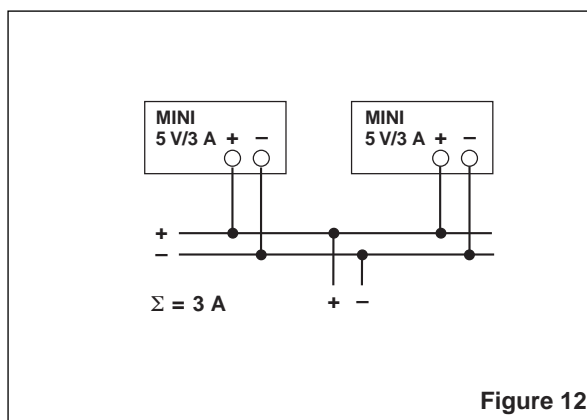 MINI
5 V/3 A + −
MINI
5 V/3 A + −
+
−
Σ = 3 A
+ −
Figure 12